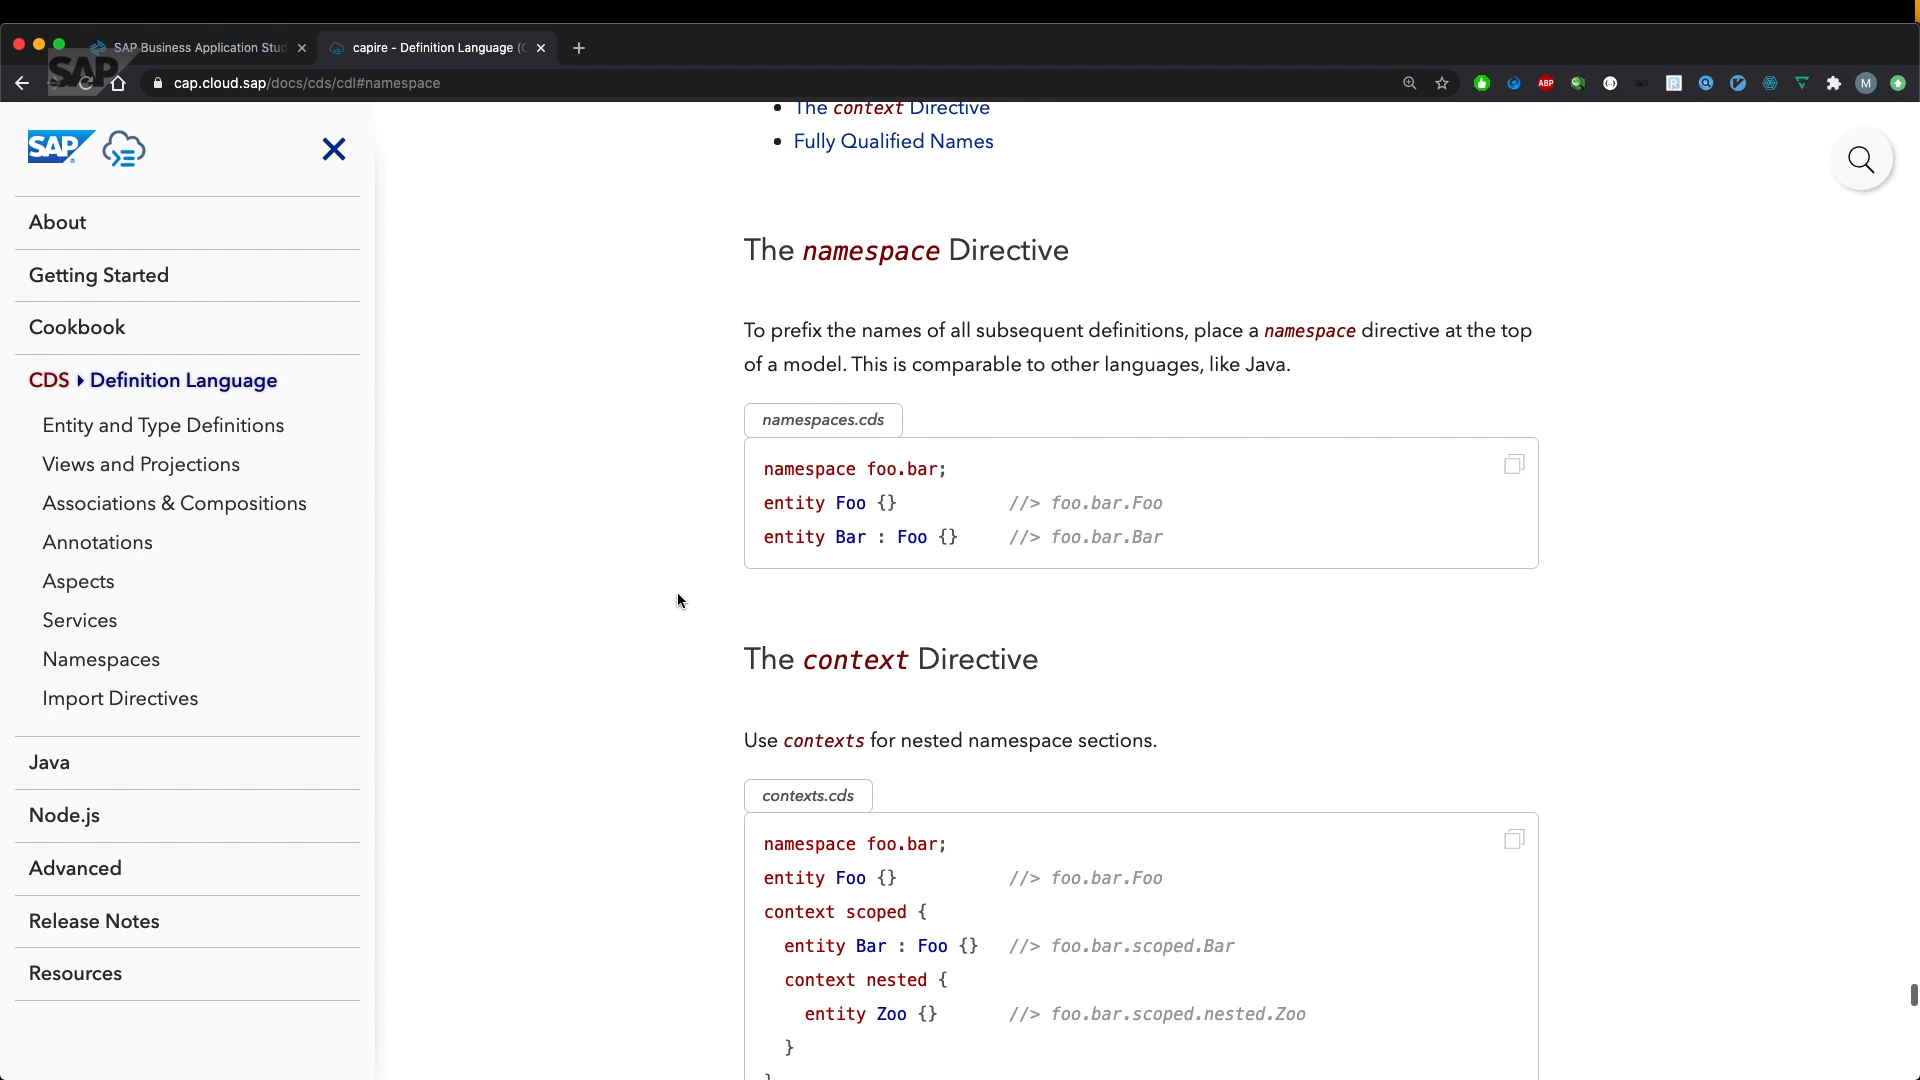 SAP Business Application Stud
capire - Definition Language (C
SAP
cap.cloud.sap/docs/cds/cdl#namespace
ABP
M
SAP
About
Getting Started
Cookbook
CDS Definition Language
Entity and Type Definitions
Views and Projections
Associations & Compositions
Annotations
Aspects
Services
Namespaces
Import Directives
Java
Node.js
Advanced
Release Notes
Resources
The context Directive
Fully Qualified Names
The namespace Directive
To prefix the names of all subsequent definitions, place a namespace directive at the top
of a model. This is comparable to other languages, like Java.
namespaces.cds
namespace foo.bar;
entity Foo {} //> foo.bar.Foo
entity Bar : Foo {} //> foo.bar.Bar
The context Directive
Use contexts for nested namespace sections.
contexts.cds
namespace foo.bar;
entity Foo {} //> foo.bar.Foo
context scoped {
entity Bar : Foo {} //> foo.bar.scoped.Bar
context nested {
entity Zoo {} //> foo.bar.scoped.nested.Zoo
}
}